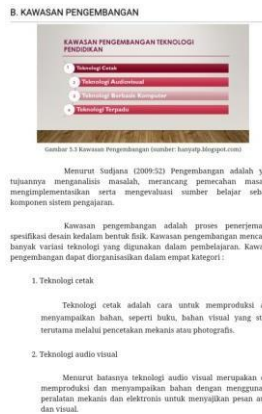 B. KAWASAN PENGEMBANGAN
KAWASAN PENGEMBANGAN TEKNOLOGI
PENDIDIKAN
Teknologi Cetak
Teknologi Audiovisual
Teknologi Berbasis Komputer
Teknologi Terpadu
Gambar 5.3 Kawasan Pengembangan (sumber: hanyatp.blogspot.com)
Menurut Sudjana (2009:52) Pengembangan adalah y
tujuannya menganalisis masalah, merancang pemecahan masa
mengimplementasikan serta mengevaluasi sumber belajar seb
komponen sistem pengajaran.
Kawasan pengembangan adalah proses penerjema
spesifikasi desain kedalam bentuk fisik. Kawasan pengembangan menca
banyak variasi teknologi yang digunakan dalam pembelajaran. Kawa
pengembangan dapat diorganisasikan dalam empat kategori :
1. Teknologi cetak
Teknologi cetak adalah cara untuk memproduksi a
menyampaikan bahan, seperti buku, bahan visual yang st
terutama melalui pencetakan mekanis atau photografis.
2. Teknologi audio visual
Menurut batasnya teknologi audio visual merupakan
memproduksi dan menyampaikan bahan dengan mengguna
peralatan mekanis dan elektronis untuk menyajikan pesan au
dan visual.